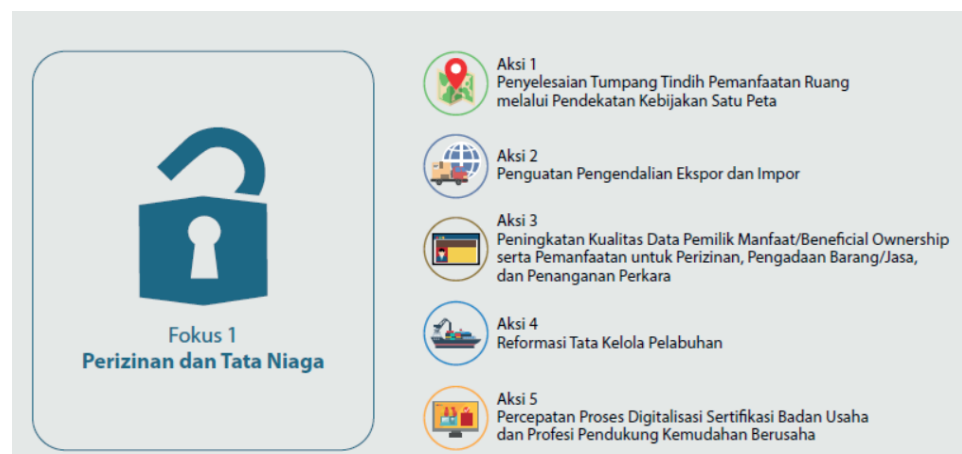 Fokus 1
Perizinan dan Tata Niaga
Aksi 1
Penyelesaian Tumpang Tindih Pemanfaatan Ruang
melalui Pendekatan Kebijakan Satu Peta
Aksi 2
Penguatan Pengendalian Ekspor dan Impor
Aksi 3
Peningkatan Kualitas Data Pemilik Manfaat/Beneficial Ownership
serta Pemanfaatan untuk Perizinan, Pengadaan Barang/Jasa,
dan Penanganan Perkara
Aksi 4
Reformasi Tata Kelola Pelabuhan
Aksi 5
Percepatan Proses Digitalisasi Sertifikasi Badan Usaha
dan Profesi Pendukung Kemudahan Berusaha